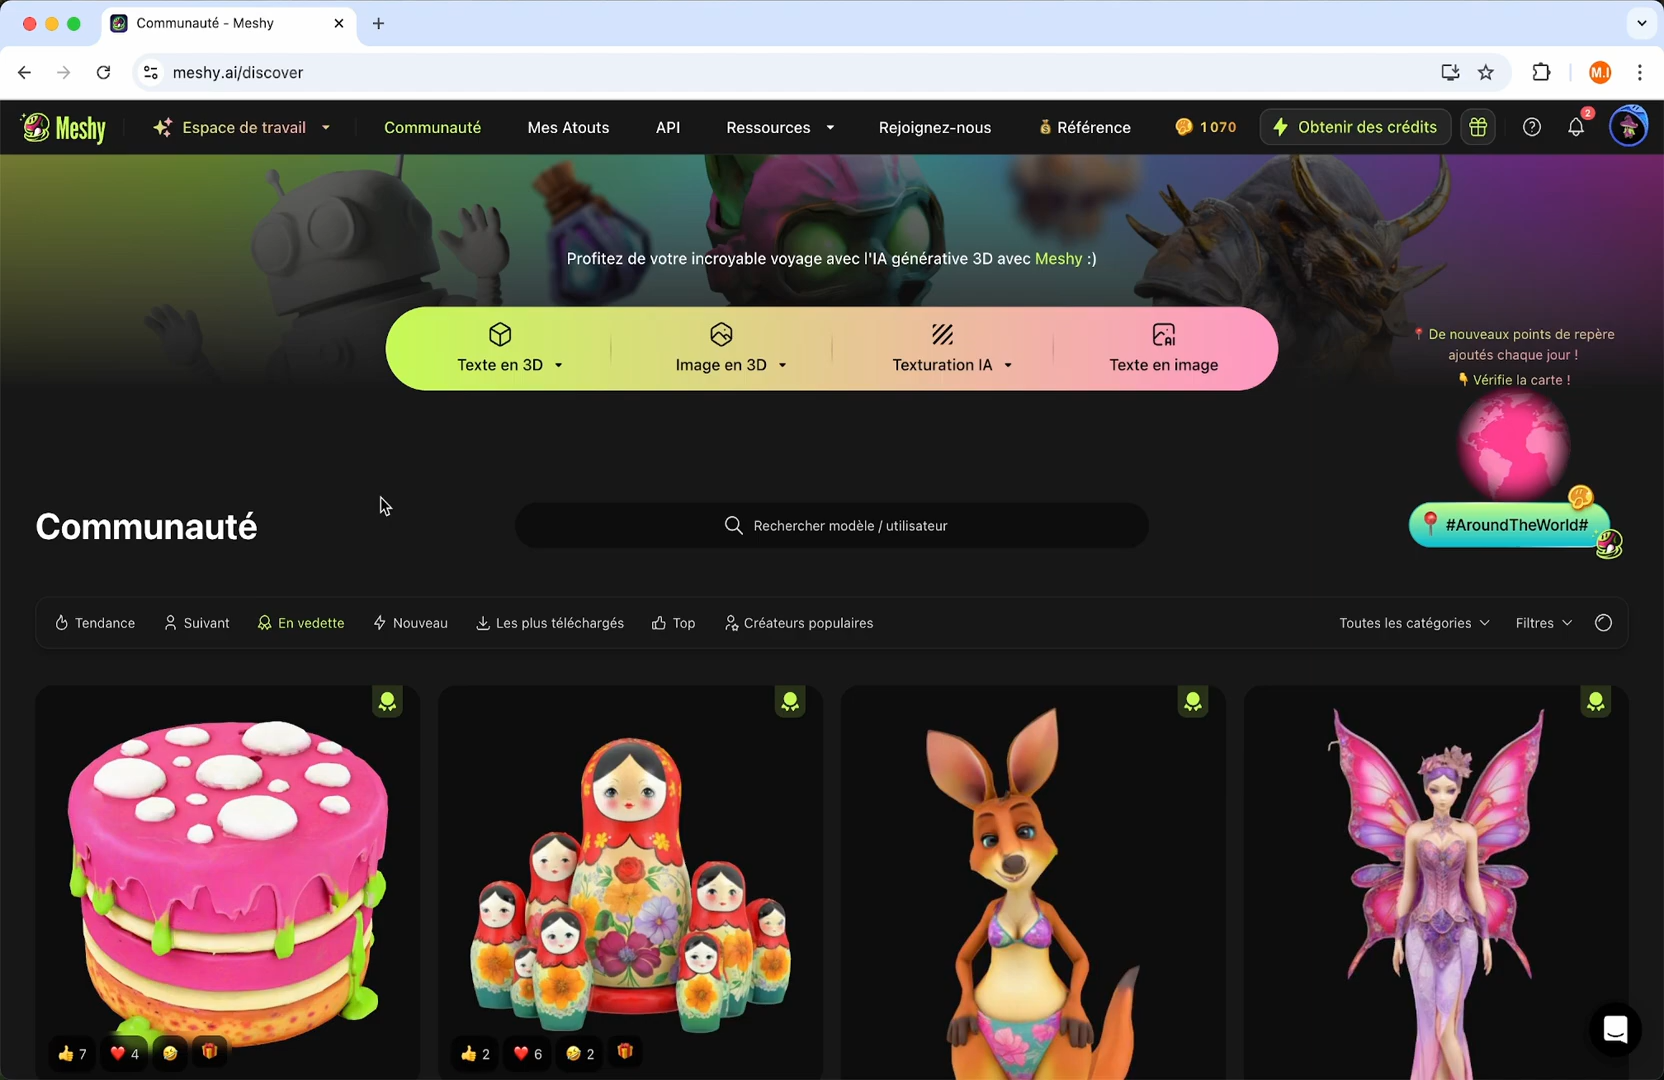 Communauté - Meshy
meshy.ai/discover
M.I
Meshy
Espace de travail
Communauté
Mes Atouts
API
Ressources
Rejoignez-nous
Référence
1 070
Obtenir des crédits
2
Profitez de votre incroyable voyage avec l'IA générative 3D avec Meshy :)
Texte en 3D
Image en 3D
Texturation IA
AI
Texte en image
De nouveaux points de repère
ajoutés chaque jour !
Vérifie la carte !
Communauté
Rechercher modèle / utilisateur
#AroundTheWorld#
Tendance
Suivant
En vedette
Nouveau
Les plus téléchargés
Top
Créateurs populaires
Toutes les catégories
Filtres
7
4
2
6
2